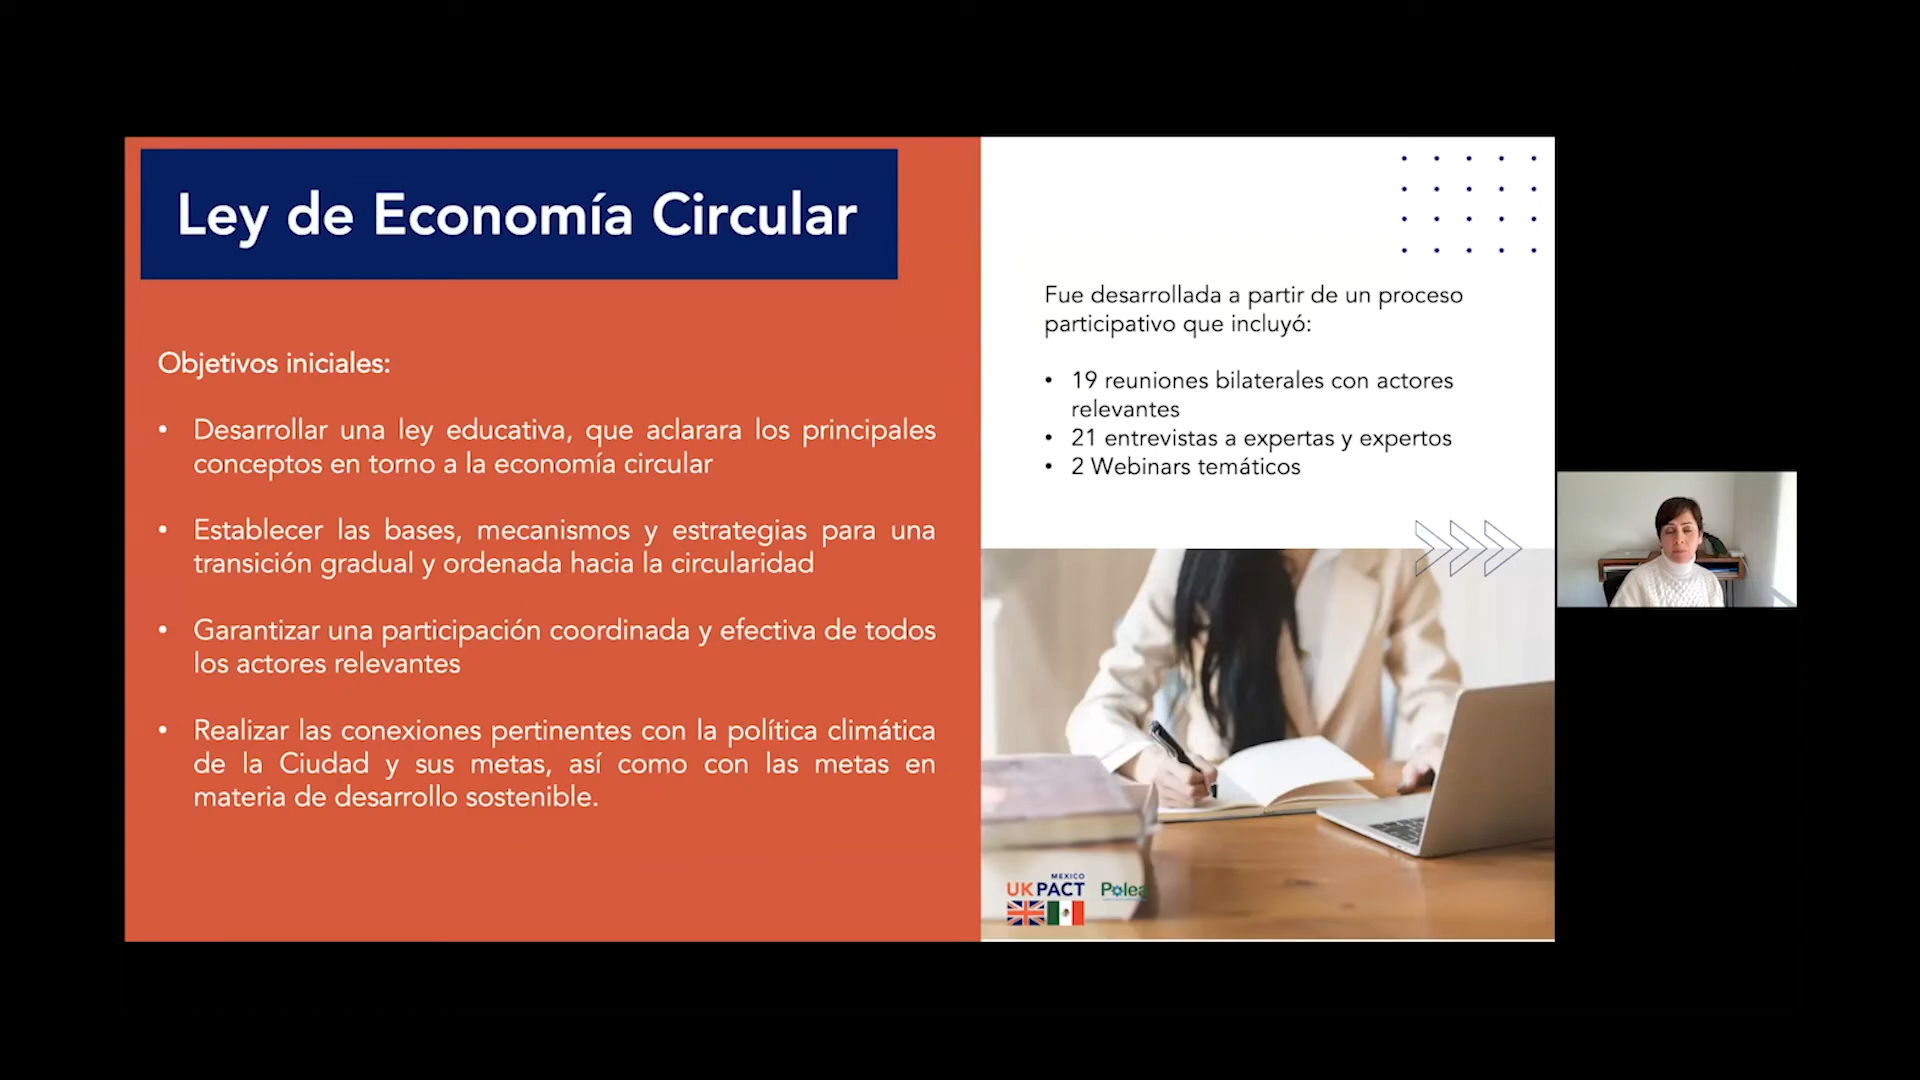 Ley de Economía Circular
Objetivos iniciales:
• Desarrollar una ley educativa, que aclarara los principales
conceptos en torno a la economía circular
• Establecer las bases, mecanismos y estrategias para una
transición gradual y ordenada hacia la circularidad
• Garantizar una participación coordinada y efectiva de todos
los actores relevantes
• Realizar las conexiones pertinentes con la política climática
de la Ciudad y sus metas, así como con las metas en
materia de desarrollo sostenible.
Fue desarrollada a partir de un proceso
participativo que incluyó:
• 19 reuniones bilaterales con actores
relevantes
• 21 entrevistas a expertas y expertos
• 2 Webinars temáticos
MEXICO
UK PACT
Polea